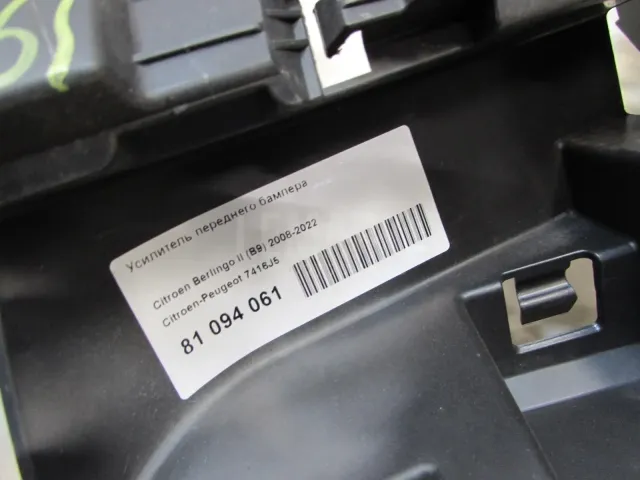 Усилитель переднего бампера
Citroen Berlingo II (B9) 2008-2022
Citroen-Peugeot 7416J5
81 094 061